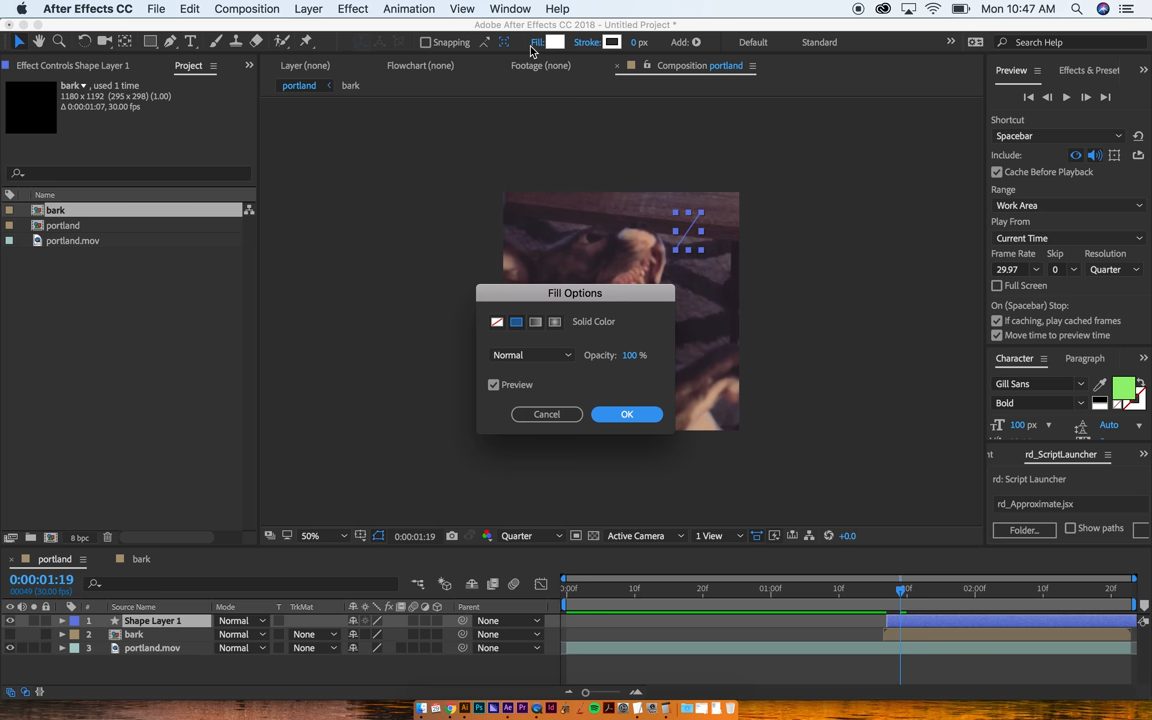 After Effects CC File Edit Composition Layer Effect Animation View Window Help Mon 10:47 AM
Adobe After Effects CC 2018 - Untitled Project *
Snapping Fill: Stroke: 0 px Add: Default Standard Search Help
Effect Controls Shape Layer 1 Project Layer (none) Flowchart (none) Footage (none) Composition portland Preview Effects & Preset
portland bark
bark, used 1 time
1180 x 1192 (295 x 298) (1.00)
Δ 0:00:01:07, 30.00 fps
Shortcut
Spacebar
Include:
Cache Before Playback
Range
Work Area
Play From
Current Time
Frame Rate Skip Resolution
29.97 0 Quarter
Full Screen
On (Spacebar) Stop:
If caching, play cached frames
Move time to preview time
Name
bark
portland
portland.mov
Fill Options
Solid Color
Normal Opacity: 100 %
Preview
Cancel OK
Character Paragraph
Gill Sans
Bold
100 px Auto
nt rd_ScriptLauncher
rd: Script Launcher
rd_Approximate.jsx
Folder... Show paths
8 bpc 50% 0:00:01:19 Quarter Active Camera 1 View +0.0
portland bark
0:00:01:19
00049 (30.00 fps)
0:00f 10f 20f 01:00f 10f 20f 02:00f 10f 20f
# Source Name Mode T TrkMat Parent
1 Shape Layer 1 Normal None
2 bark Normal None None
3 portland.mov Normal None None